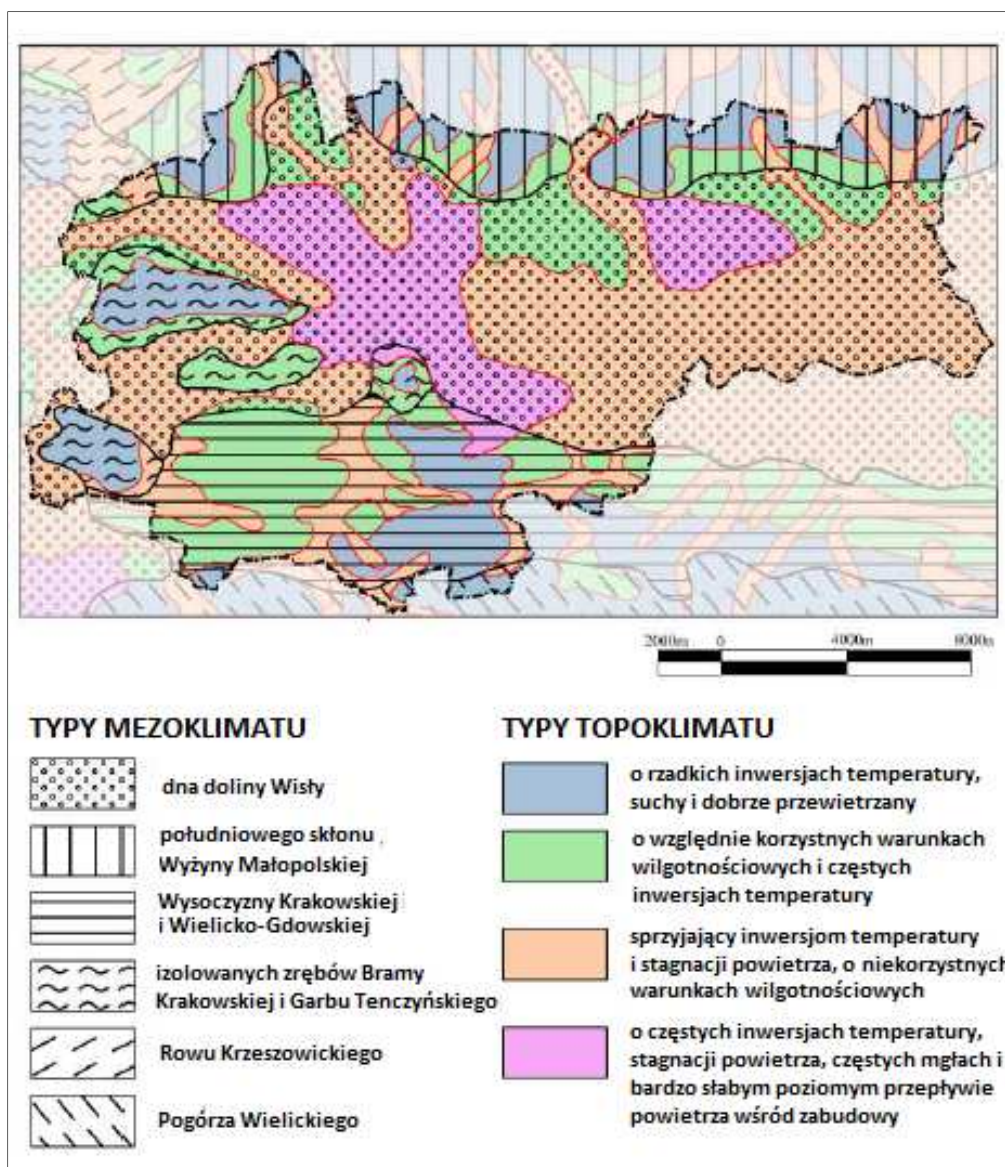 2000m 0 4000m 8000m
TYPY MEZOKLIMATU
dna doliny Wisły
południowego skłonu
Wyżyny Małopolskiej
Wysoczyzny Krakowskiej
i Wielicko-Gdowskiej
izolowanych zrębów Bramy
Krakowskiej i Garbu Tenczyńskiego
Rowu Krzeszowickiego
Pogórza Wielickiego
TYPY TOPOKLIMATU
o rzadkich inwersjach temperatury,
suchy i dobrze przewietrzany
o względnie korzystnych warunkach
wilgotnościowych i częstych
inwersjach temperatury
sprzyjający inwersjom temperatury
i stagnacji powietrza, o niekorzystnych
warunkach wilgotnościowych
o częstych inwersjach temperatury,
stagnacji powietrza, częstych mgłach i
bardzo słabym poziomym przepływie
powietrza wśród zabudowy